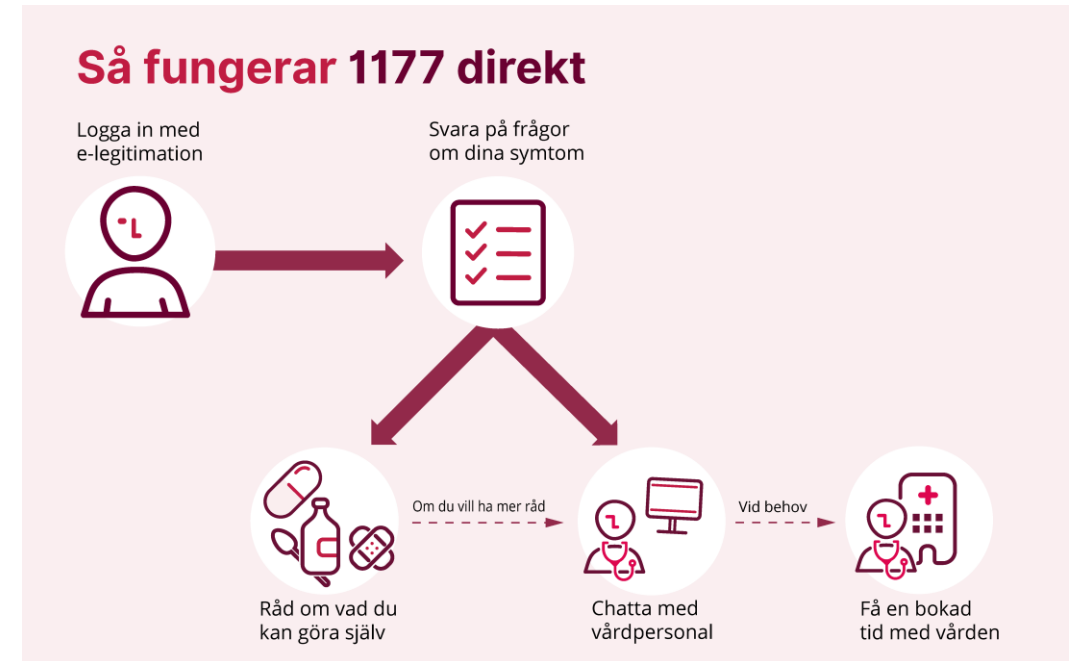 Så fungerar 1177 direkt
Logga in med
e-legitimation
Svara på frågor
om dina symtom
Om du vill ha mer råd
Vid behov
Råd om vad du
kan göra själv
Chatta med
vårdpersonal
Få en bokad
tid med vården